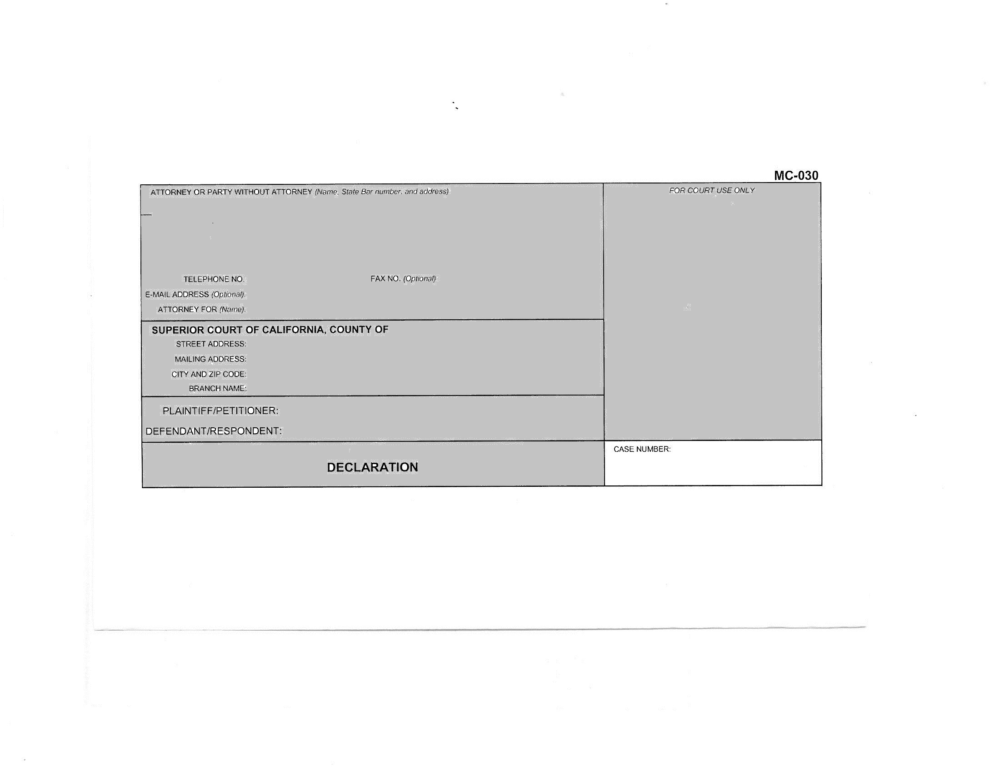 MC-030
ATTORNEY OR PARTY WITHOUT ATTORNEY (Name, State Bar number, and address):
FOR COURT USE ONLY
TELEPHONE NO.
FAX NO. (Optional):
E-MAIL ADDRESS (Optional):
ATTORNEY FOR (Name):
SUPERIOR COURT OF CALIFORNIA, COUNTY OF
STREET ADDRESS:
MAILING ADDRESS:
CITY AND ZIP CODE:
BRANCH NAME:
PLAINTIFF/PETITIONER:
DEFENDANT/RESPONDENT:
DECLARATION
CASE NUMBER: